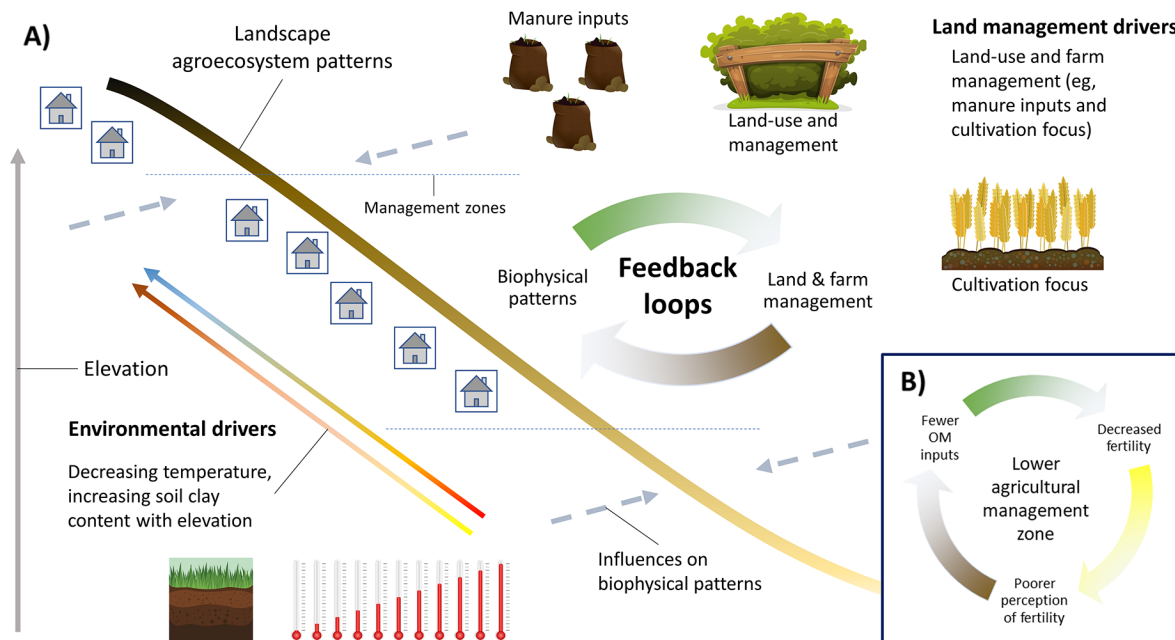 A)
Landscape
agroecosystem patterns
Manure inputs
Land-use and
management
Land management drivers
Land-use and farm
management (eg,
manure inputs and
cultivation focus)
Management zones
Cultivation focus
Biophysical
patterns
Feedback
loops
Land & farm
management
Elevation
Environmental drivers
Decreasing temperature,
increasing soil clay
content with elevation
Influences on
biophysical patterns
B)
Fewer
OM
inputs
Decreased
fertility
Lower
agricultural
management
zone
Poorer
perception
of fertility